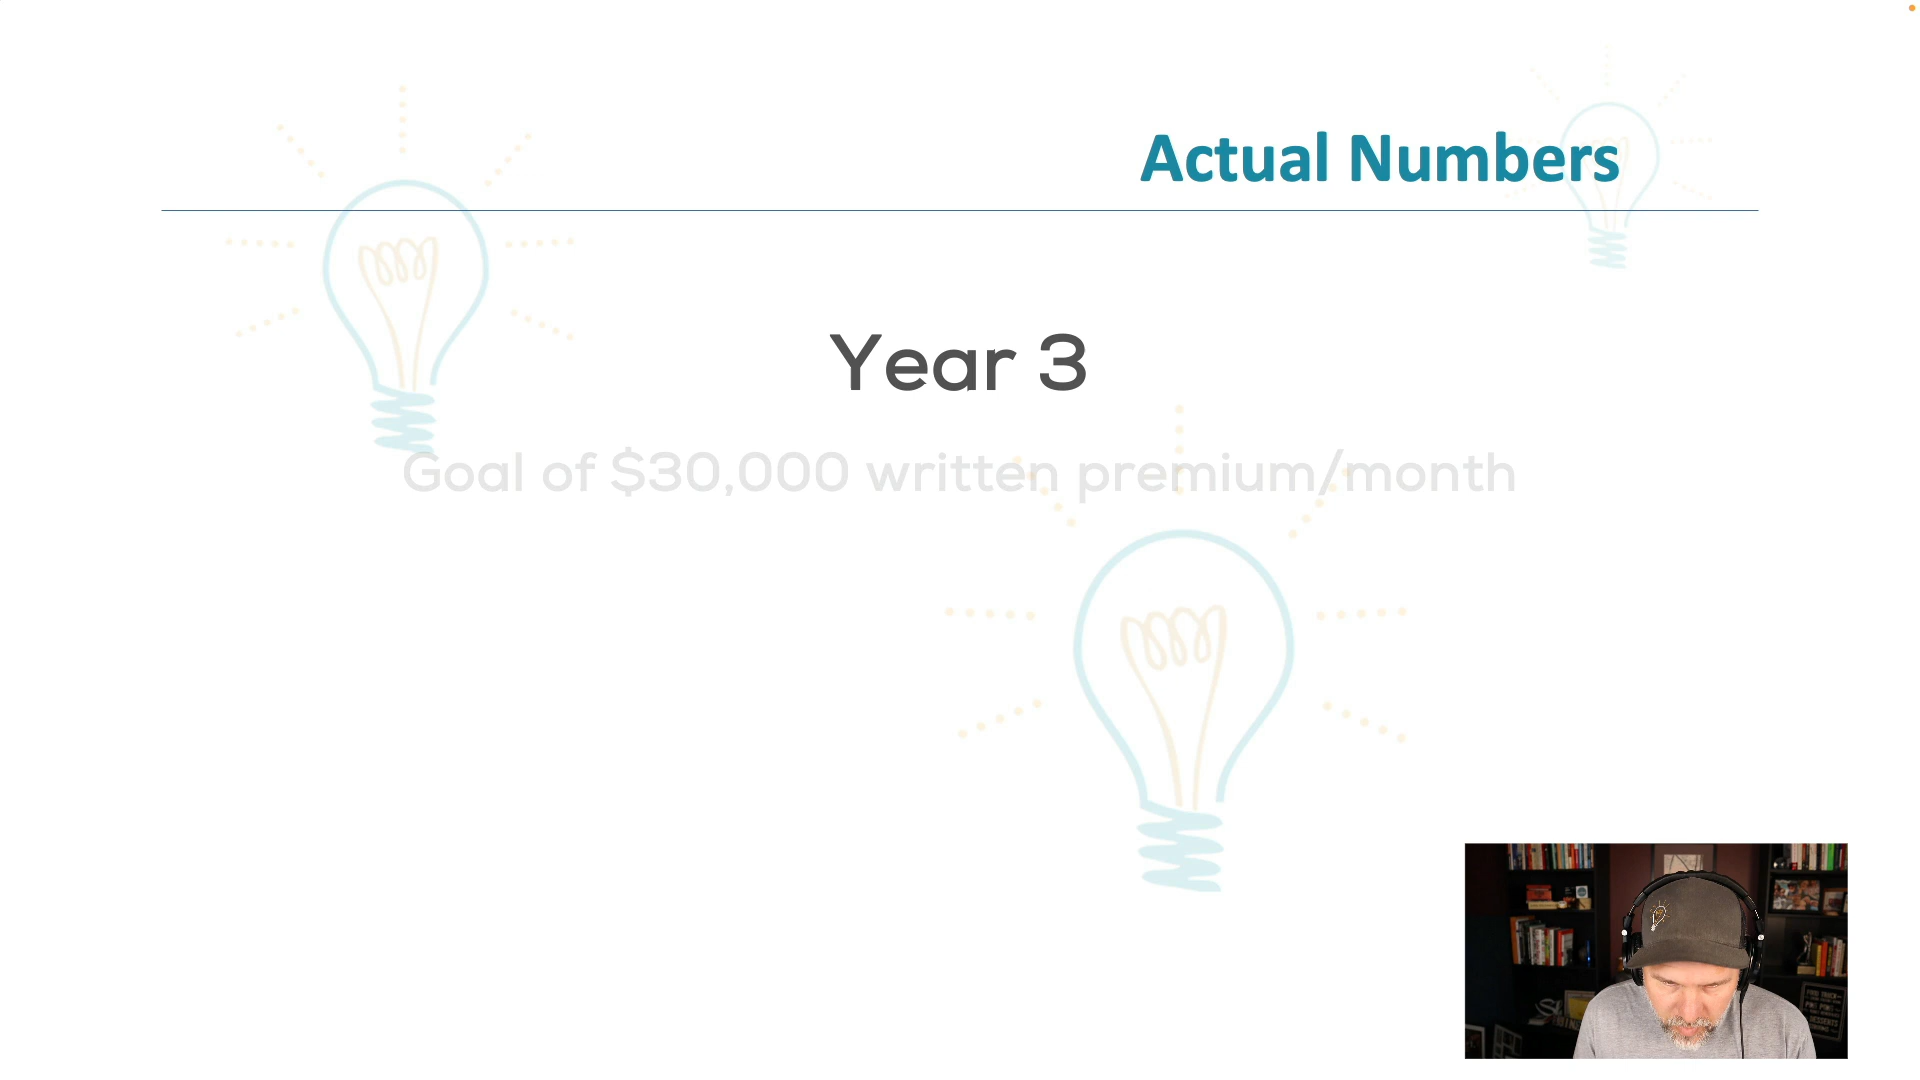 Actual Numbers
Year 3
Goal of $30,000 written premium/month